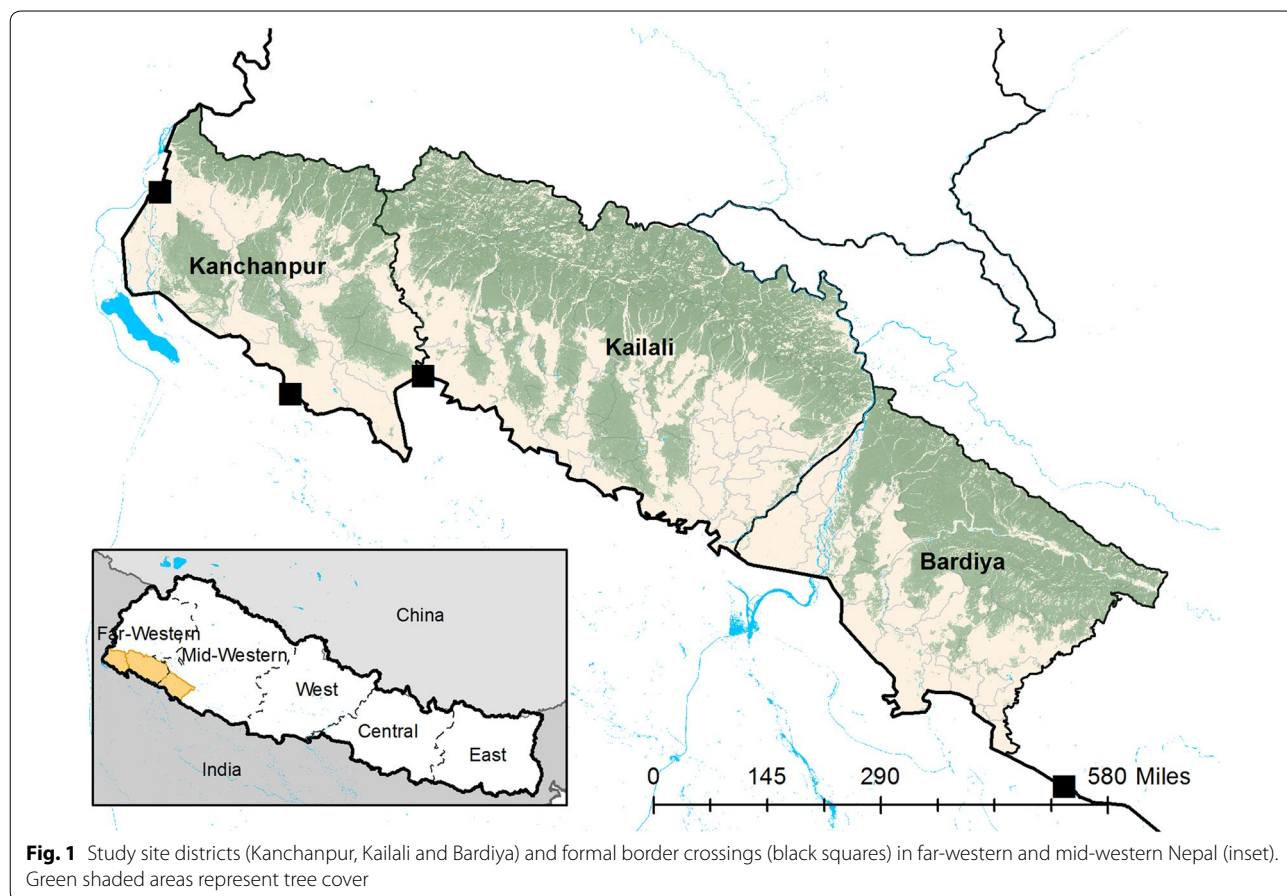 Kanchanpur
Kailali
Bardiya
China
Far-Western
Mid-Western
West
Central
East
India
0 145 290 580 Miles
Fig. 1 Study site districts (Kanchanpur, Kailali and Bardiya) and formal border crossings (black squares) in far-western and mid-western Nepal (inset).
Green shaded areas represent tree cover